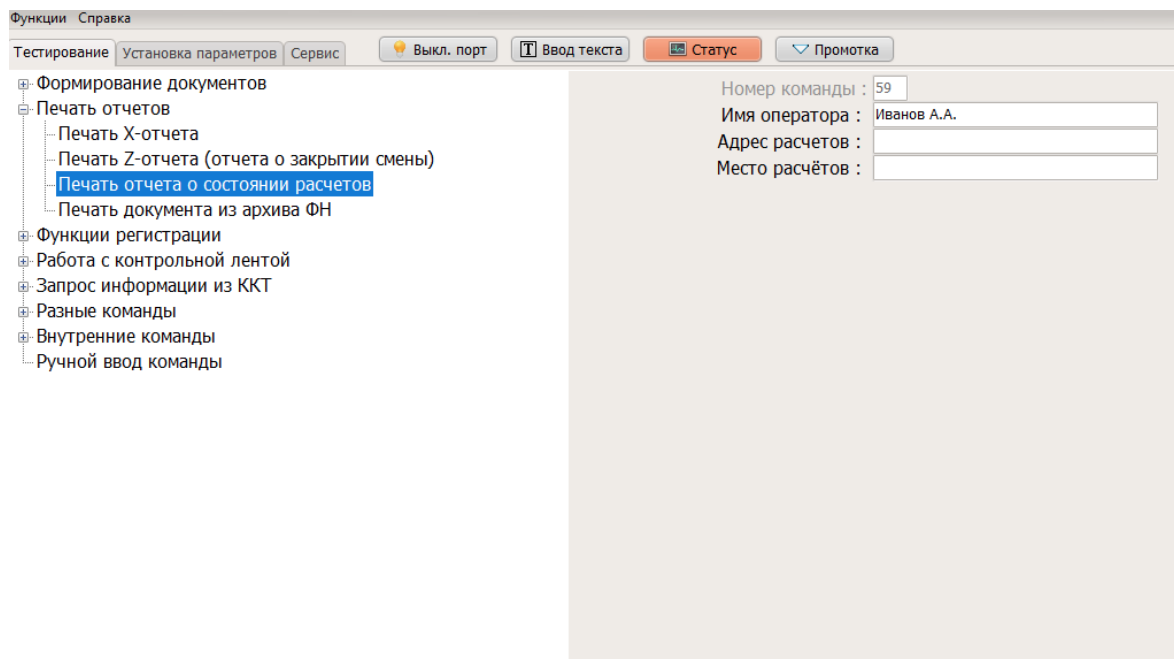 Функции Справка
Тестирование Установка параметров Сервис Выкл. порт T Ввод текста Статус Промотка
Формирование документов
Печать отчетов
Печать X-отчета
Печать Z-отчета (отчета о закрытии смены)
Печать отчета о состоянии расчетов
Печать документа из архива ФН
Функции регистрации
Работа с контрольной лентой
Запрос информации из ККТ
Разные команды
Внутренние команды
Ручной ввод команды
Номер команды : 59
Имя оператора : Иванов А.А.
Адрес расчетов :
Место расчётов :